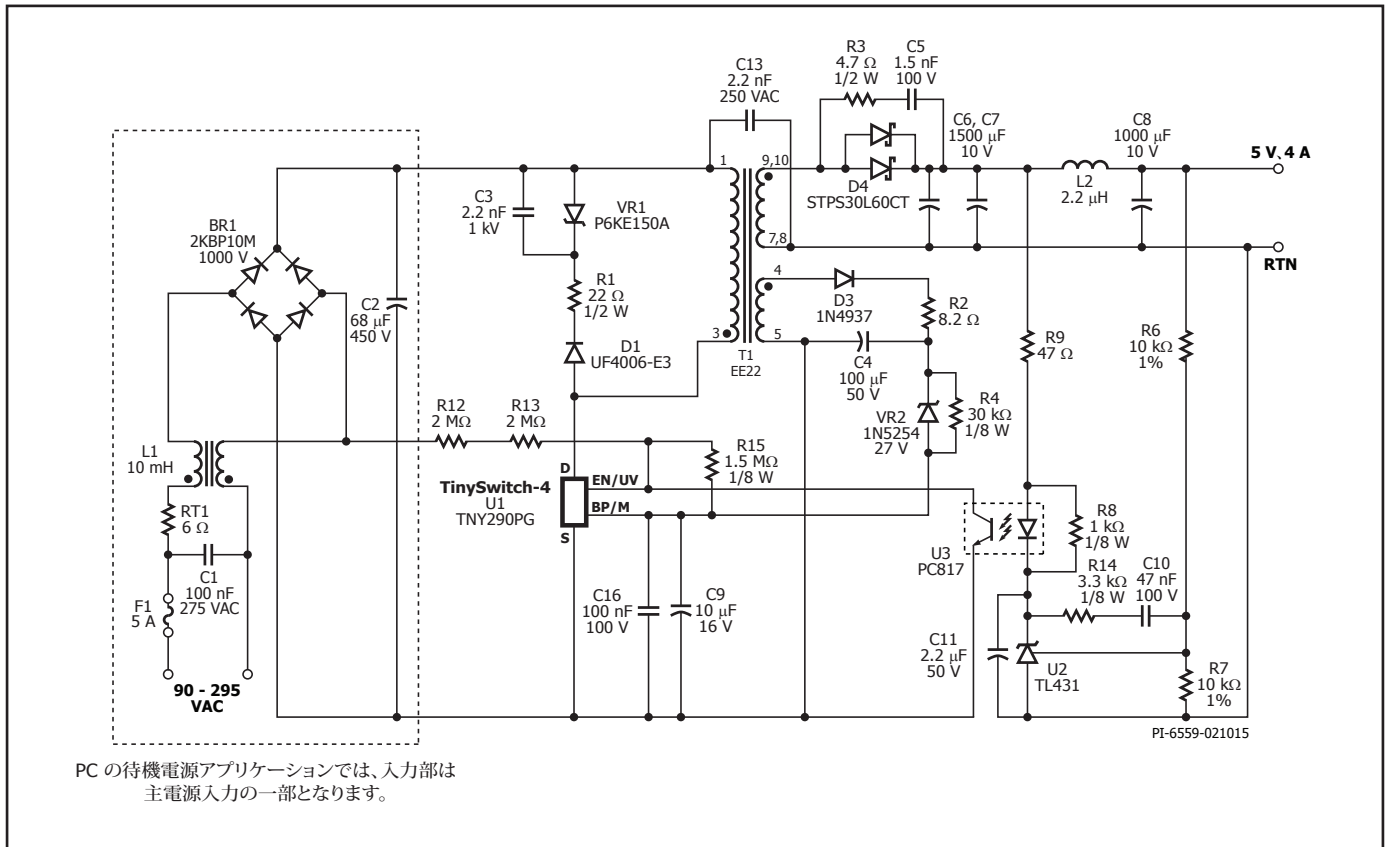 C13
2.2 nF
250 VAC
R3
4.7 Ω
1/2 W
C5
1.5 nF
100 V
C6, C7
1500 μF
10 V
C8
1000 μF
10 V
5 V、4 A
1
9,10
D4
STPS30L60CT
L2
2.2 μH
C3
2.2 nF
1 kV
VR1
P6KE150A
BR1
2KBP10M
1000 V
7,8
RTN
R1
22 Ω
1/2 W
4
D3
1N4937
R2
8.2 Ω
C2
68 μF
450 V
3
5
T1
EE22
D1
UF4006-E3
C4
100 μF
50 V
R9
47 Ω
R6
10 kΩ
1%
VR2
1N5254
27 V
R4
30 kΩ
1/8 W
R12
2 MΩ
R13
2 MΩ
R15
1.5 MΩ
1/8 W
L1
10 mH
D
EN/UV
BP/M
S
TinySwitch-4
U1
TNY290PG
RT1
6 Ω
R8
1 kΩ
1/8 W
U3
PC817
C1
100 nF
275 VAC
F1
5 A
C16
100 nF
100 V
C9
10 μF
16 V
R14
3.3 kΩ
1/8 W
C10
47 nF
100 V
C11
2.2 μF
50 V
U2
TL431
R7
10 kΩ
1%
90 - 295
VAC
PI-6559-021015
PC の待機電源アプリケーションでは、入力部は
主電源入力の一部となります。